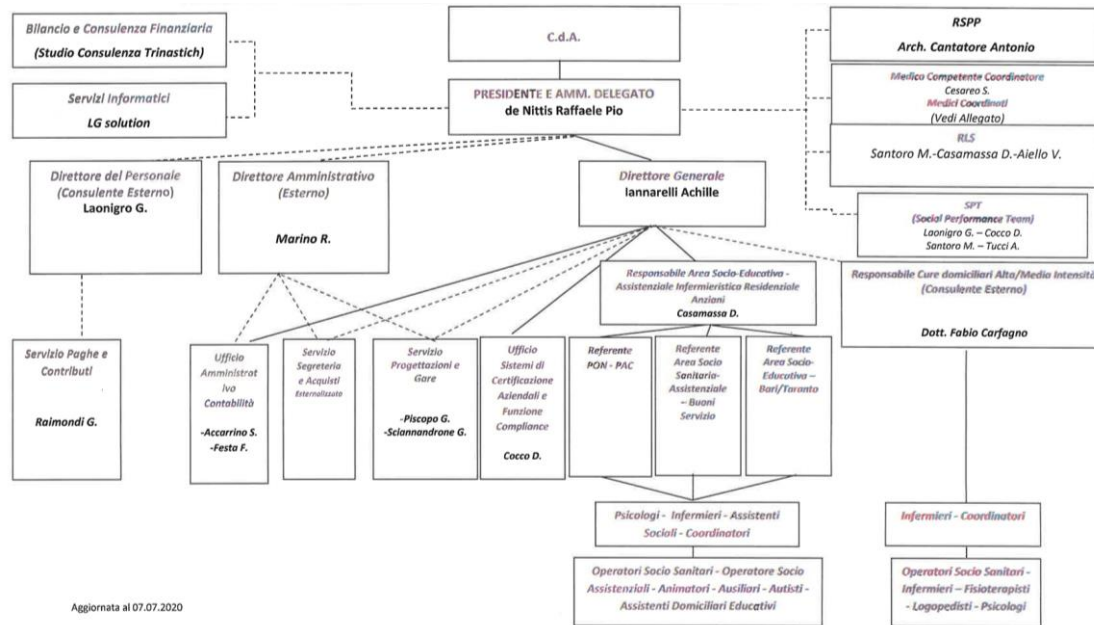 Bilancio e Consulenza Finanziaria
(Studio Consulenza Trinastich)
Servizi Informatici
LG solution
C.d.A.
PRESIDENTE E AMM. DELEGATO
de Nittis Raffaele Pio
RSPP
Arch. Cantatore Antonio
Medico Competente Coordinatore
Cesareo S.
Medici Coordinati
(Vedi Allegato)
RLS
Santoro M.-Casamassa D.-Aiello V.
SPT
(Social Performance Team)
Laonigro G. – Cocco D.
Santoro M. – Tucci A.
Direttore del Personale
(Consulente Esterno)
Laonigro G.
Direttore Amministrativo
(Esterno)
Marino R.
Direttore Generale
Iannarelli Achille
Responsabile Area Socio-Educativa -
Assistenziale Infermieristica Residenziale
Anziani
Casamassa D.
Responsabile Cure domiciliari Alta/Media Intensità
(Consulente Esterno)
Dott. Fabio Carfagno
Servizio Paghe e
Contributi
Raimondi G.
Ufficio
Amministrat
ivo
Contabilità
-Accarrino S.
-Festa F.
Servizio
Segreteria
e Acquisti
Esternalizzato
Servizio
Progettazioni e
Gare
-Piscopo G.
-Sciannandrone G.
Ufficio
Sistemi di
Certificazione
Aziendali e
Funzione
Compliance
Cocco D.
Referente
PON - PAC
Referente
Area Socio
Sanitaria-
Assistenziale
– Buoni
Servizio
Referente
Area Socio-
Educativa –
Bari/Taranto
Psicologi - Infermieri - Assistenti
Sociali - Coordinatori
Infermieri - Coordinatori
Operatori Socio Sanitari - Operatore Socio
Assistenziali - Animatori - Ausiliari - Autisti -
Assistenti Domiciliari Educativi
Operatori Socio Sanitari -
Infermieri – Fisioterapisti
- Logopedisti - Psicologi
Aggiornata al 07.07.2020